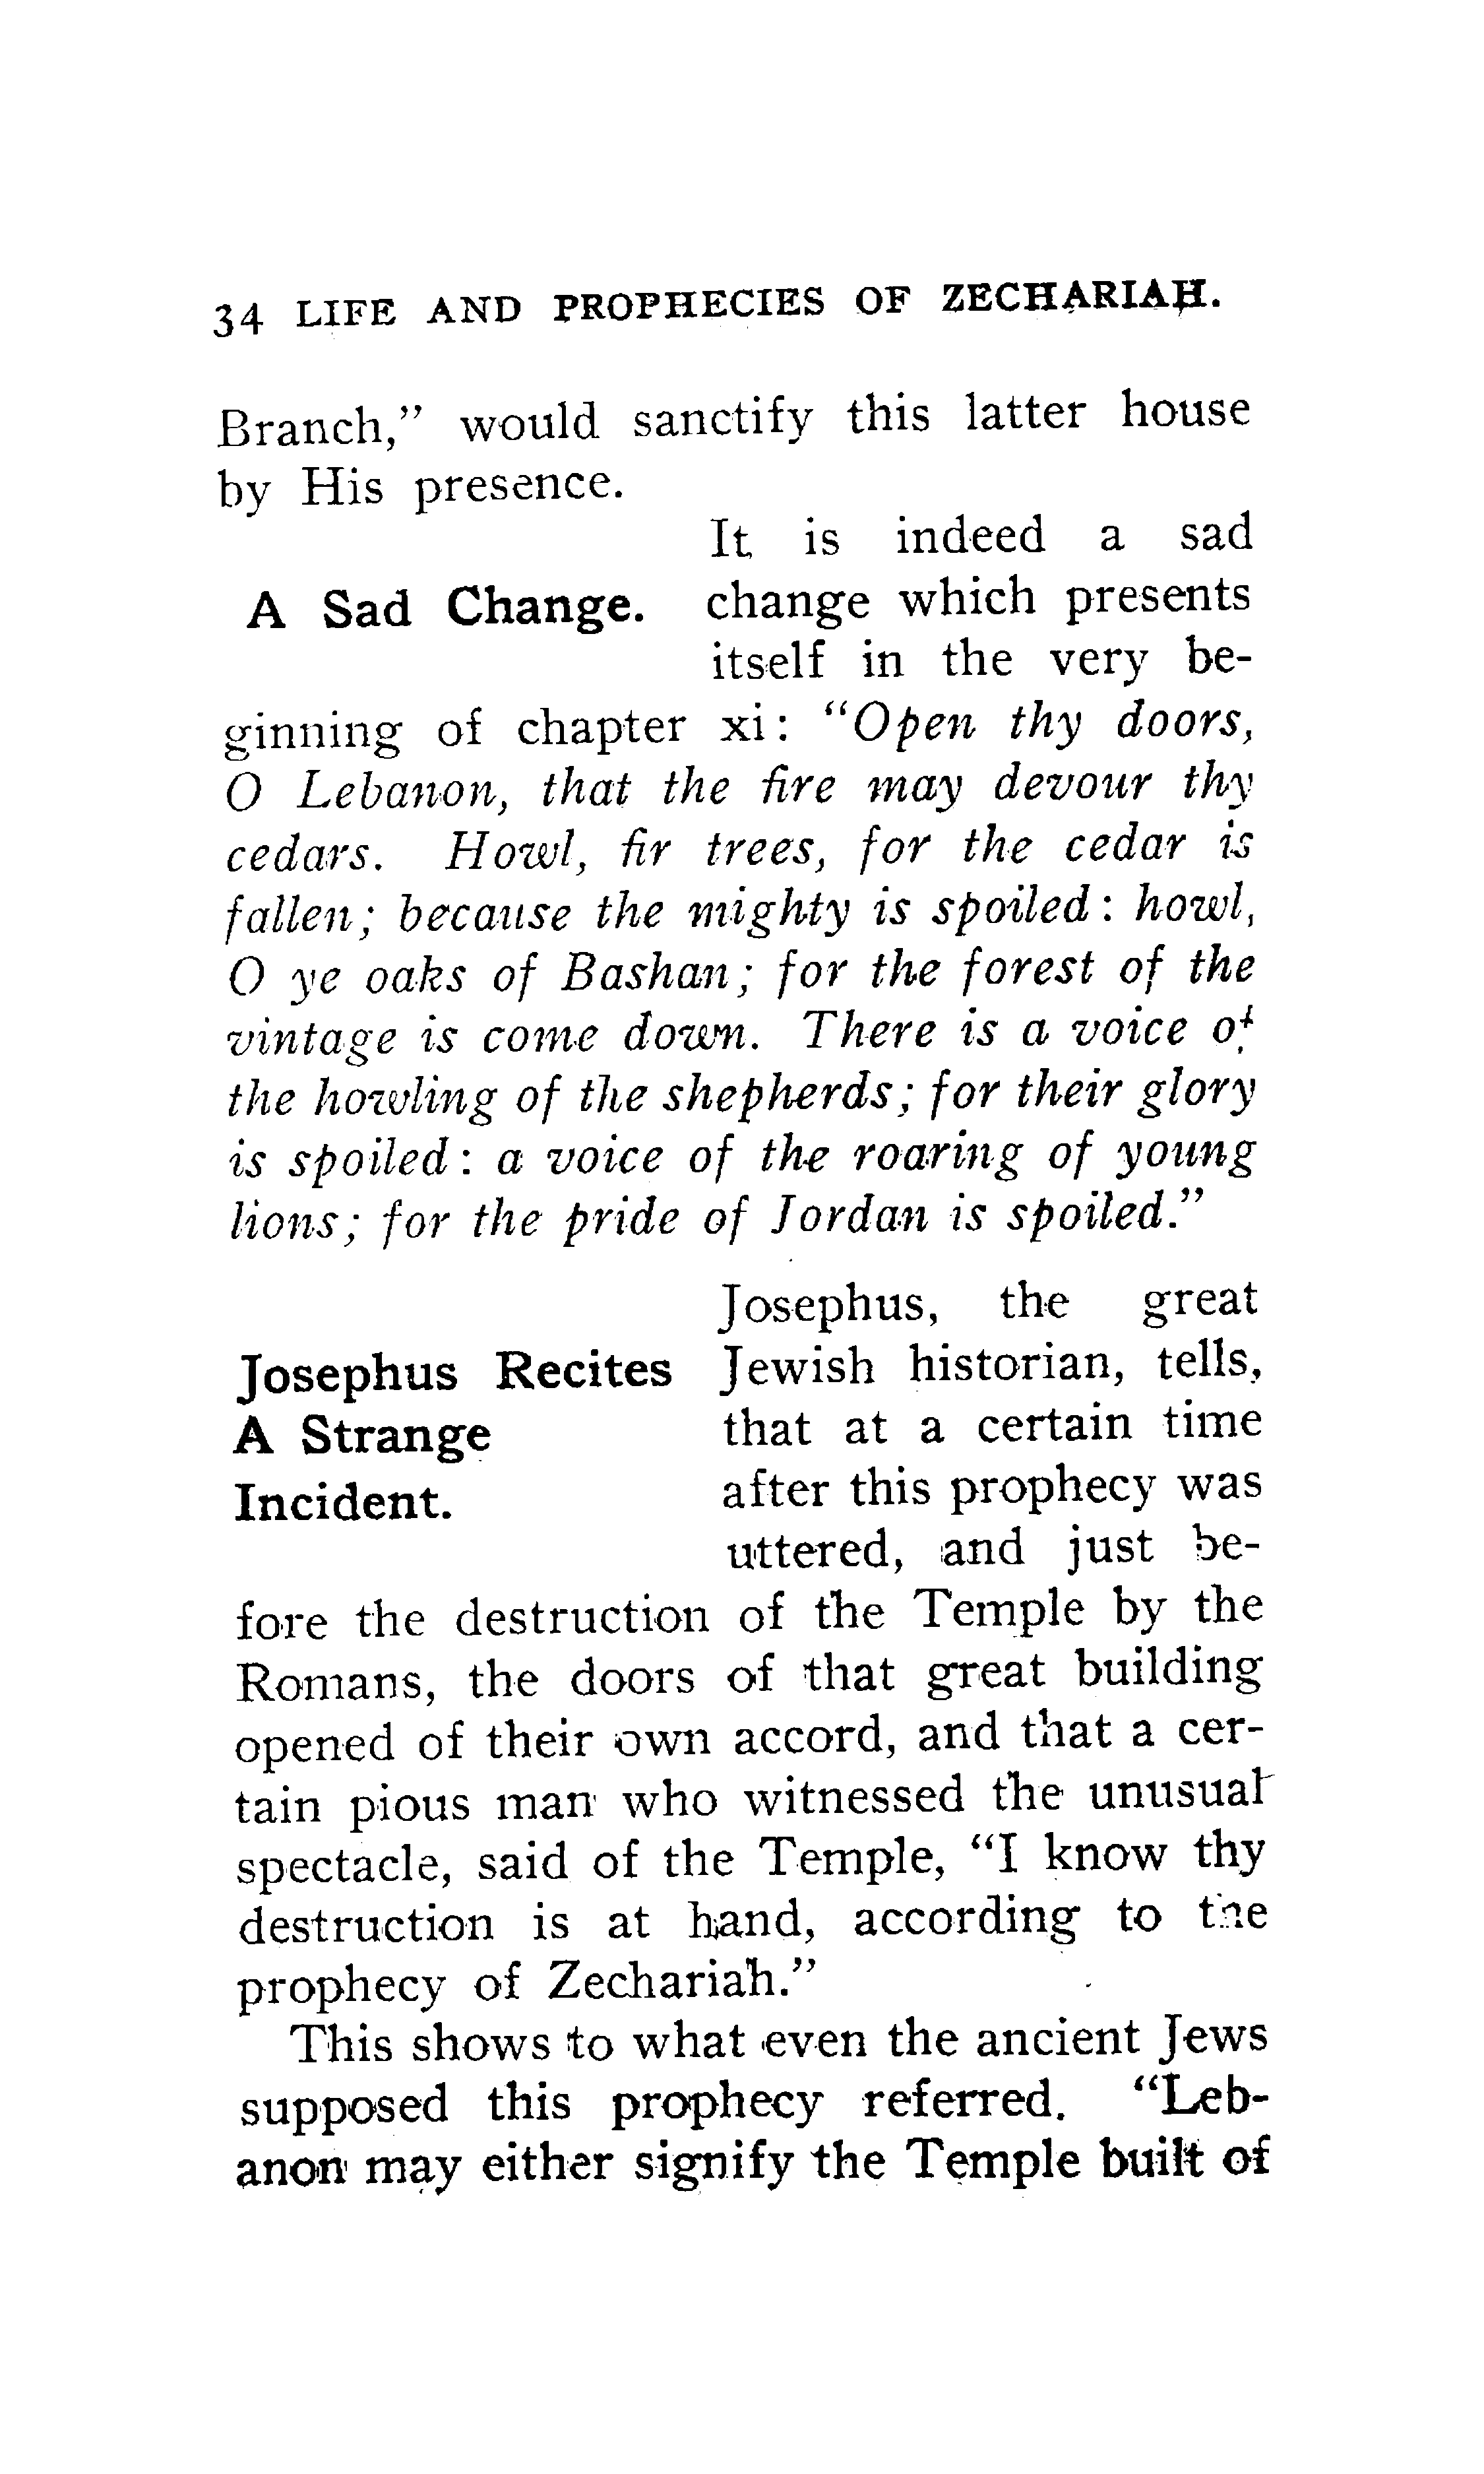 34 LIFE AND PROPHECIES OF ZECHARIAH.
Branch,” would sanctify this latter house
by His presence.
It is indeed a sad
A Sad Change. change which presents
itself in the very be-
ginning of chapter xi: “Open thy doors,
O Lebanon, that the fire may devour thy
cedars. Howl, fir trees, for the cedar is
fallen; because the mighty is spoiled: howl,
O ye oaks of Bashan; for the forest of the
vintage is come down. There is a voice of
the howling of the shepherds; for their glory
is spoiled: a voice of the roaring of young
lions; for the pride of Jordan is spoiled.”
Josephus, the great
Josephus Recites Jewish historian, tells,
A Strange that at a certain time
Incident. after this prophecy was
uttered, and just be-
fore the destruction of the Temple by the
Romans, the doors of that great building
opened of their own accord, and that a cer-
tain pious man who witnessed the unusual
spectacle, said of the Temple, “I know thy
destruction is at hand, according to the
prophecy of Zechariah.”
This shows to what even the ancient Jews
supposed this prophecy referred. “Leb-
anon may either signify the Temple built of